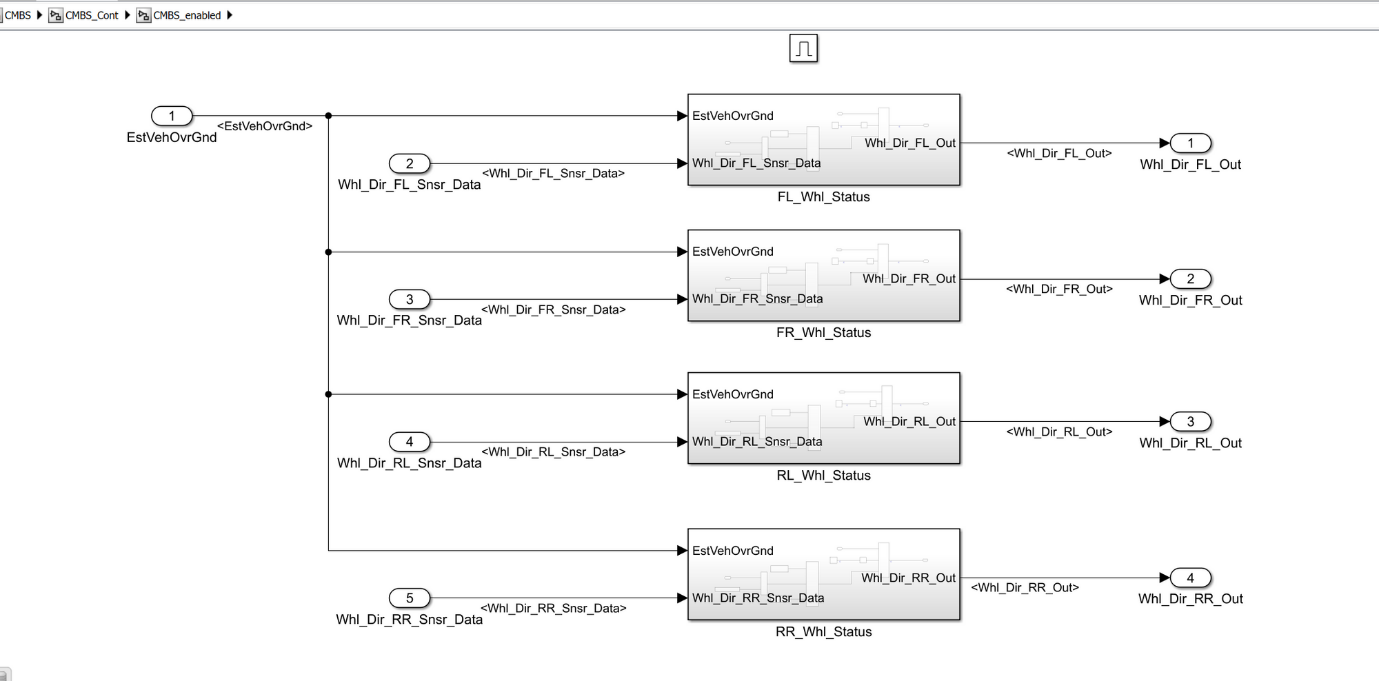 CMBS CMBS_Cont CMBS_enabled
1
EstVehOvrGnd
<EstVehOvrGnd>
2
Whl_Dir_FL_Snsr_Data
<Whl_Dir_FL_Snsr_Data>
EstVehOvrGnd
Whl_Dir_FL_Snsr_Data
Whl_Dir_FL_Out
FL_Whl_Status
<Whl_Dir_FL_Out>
1
Whl_Dir_FL_Out
3
Whl_Dir_FR_Snsr_Data
<Whl_Dir_FR_Snsr_Data>
EstVehOvrGnd
Whl_Dir_FR_Snsr_Data
Whl_Dir_FR_Out
FR_Whl_Status
<Whl_Dir_FR_Out>
2
Whl_Dir_FR_Out
4
Whl_Dir_RL_Snsr_Data
<Whl_Dir_RL_Snsr_Data>
EstVehOvrGnd
Whl_Dir_RL_Snsr_Data
Whl_Dir_RL_Out
RL_Whl_Status
<Whl_Dir_RL_Out>
3
Whl_Dir_RL_Out
5
Whl_Dir_RR_Snsr_Data
<Whl_Dir_RR_Snsr_Data>
EstVehOvrGnd
Whl_Dir_RR_Snsr_Data
Whl_Dir_RR_Out
RR_Whl_Status
<Whl_Dir_RR_Out>
4
Whl_Dir_RR_Out